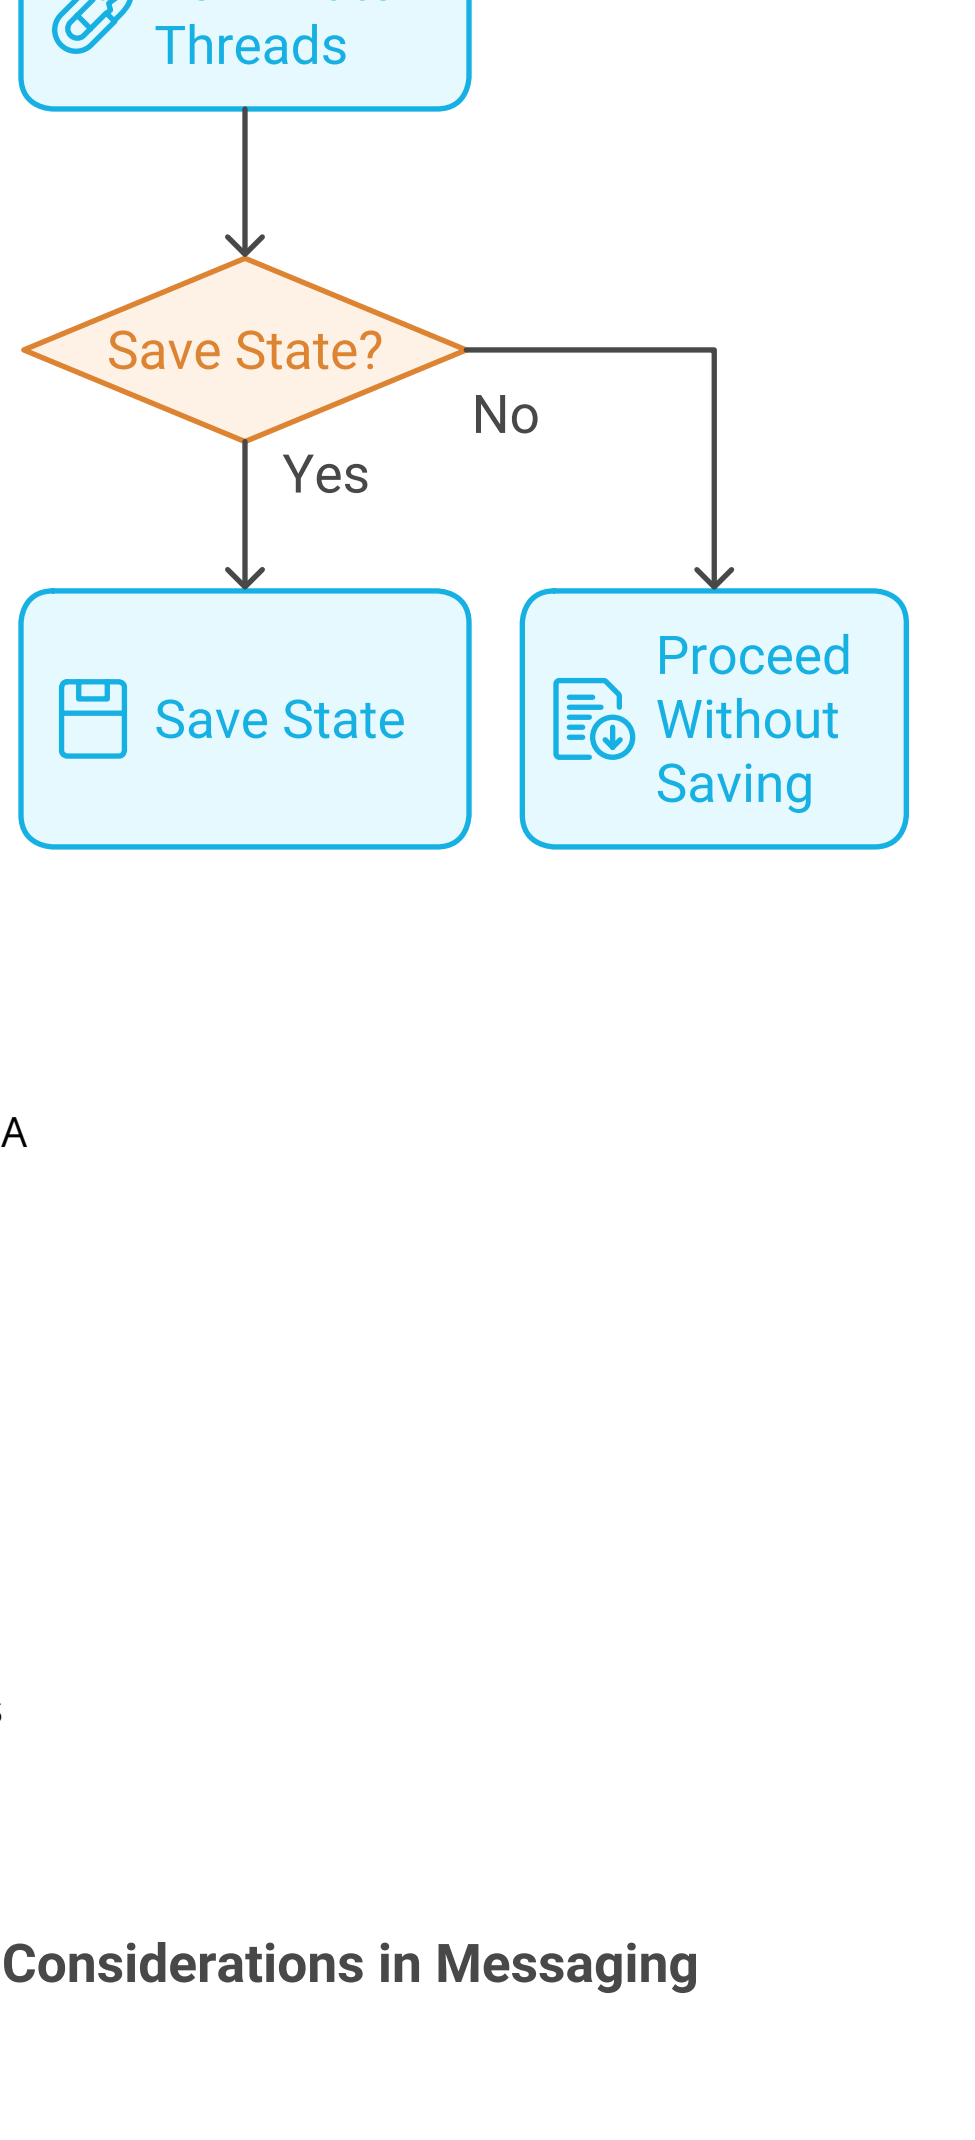 Threads
Save State?
No
Yes
Save State
Proceed
Without
Saving
A
Considerations in Messaging